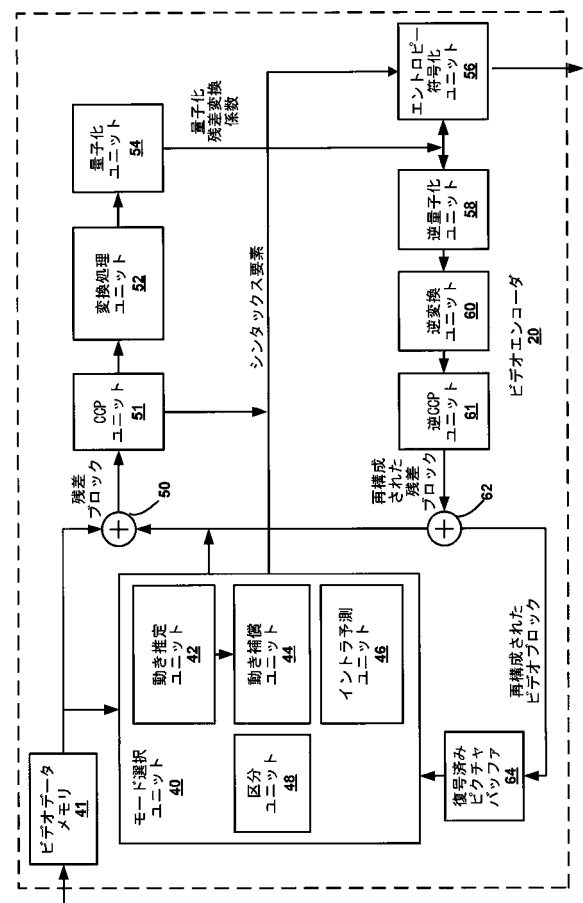 ビデオデータ
メモリ
41
モード選択
ユニット
40
動き推定
ユニット
42
動き補償
ユニット
44
イントラ予測
ユニット
46
区分
ユニット
48
復号済み
ピクチャ
バッファ
64
残差
ブロック
50
CCP
ユニット
51
変換処理
ユニット
52
量子化
ユニット
54
量子化
残差変換
係数
シンタックス要素
エントロピー
符号化
ユニット
56
逆量子化
ユニット
58
逆変換
ユニット
60
逆CCP
ユニット
61
再構成
された
残差
ブロック
62
再構成された
ビデオブロック
ビデオエンコーダ
20